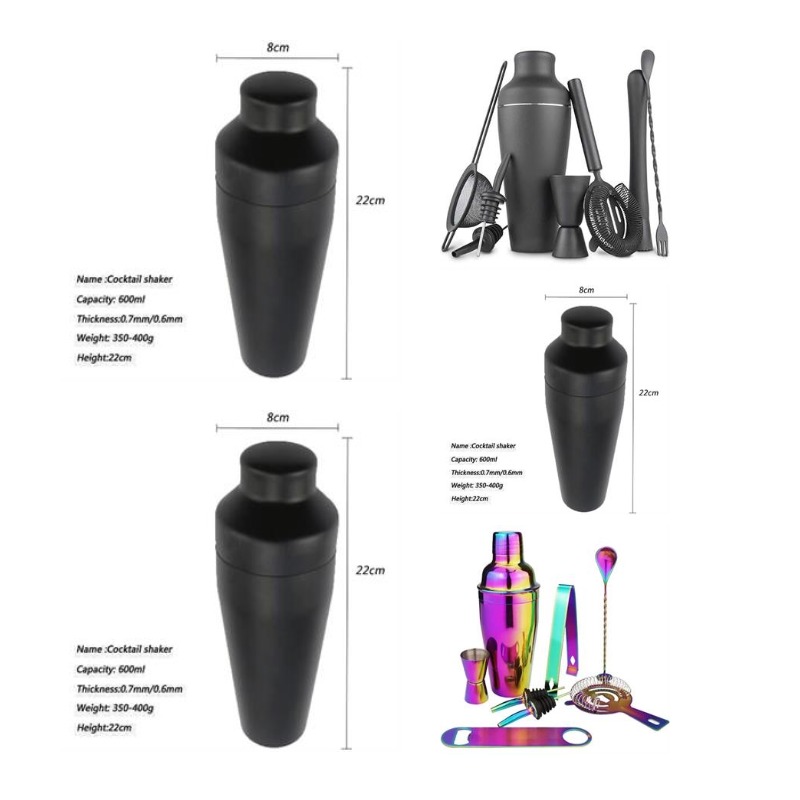 8cm
22cm
Name :Cocktail shaker
Capacity: 600ml
Thickness:0.7mm/0.6mm
Weight: 350-400g
Height:22cm
8cm
22cm
Name :Cocktail shaker
Capacity: 600ml
Thickness:0.7mm/0.6mm
Weight: 350-400g
Height:22cm
8cm
22cm
Name :Cocktail shaker
Capacity: 600ml
Thickness:0.7mm/0.6mm
Weight: 350-400g
Height:22cm